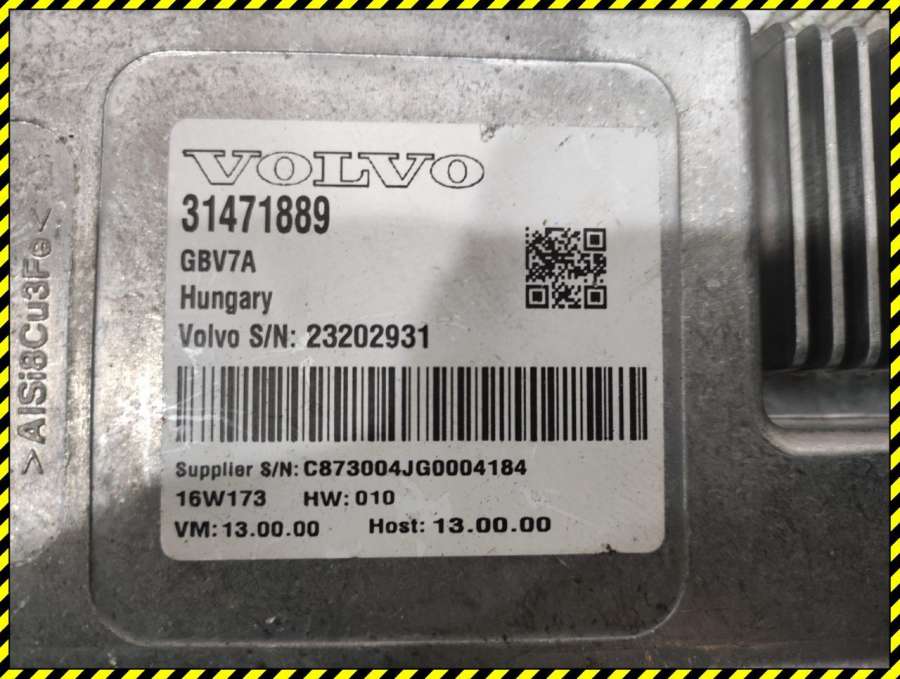 VOLVO
31471889
GBV7A
Hungary
Volvo S/N: 23202931
Supplier S/N: C873004JG0004184
16W173 HW: 010
VM: 13.00.00 Host: 13.00.00
>AlSi8Cu3Fe<